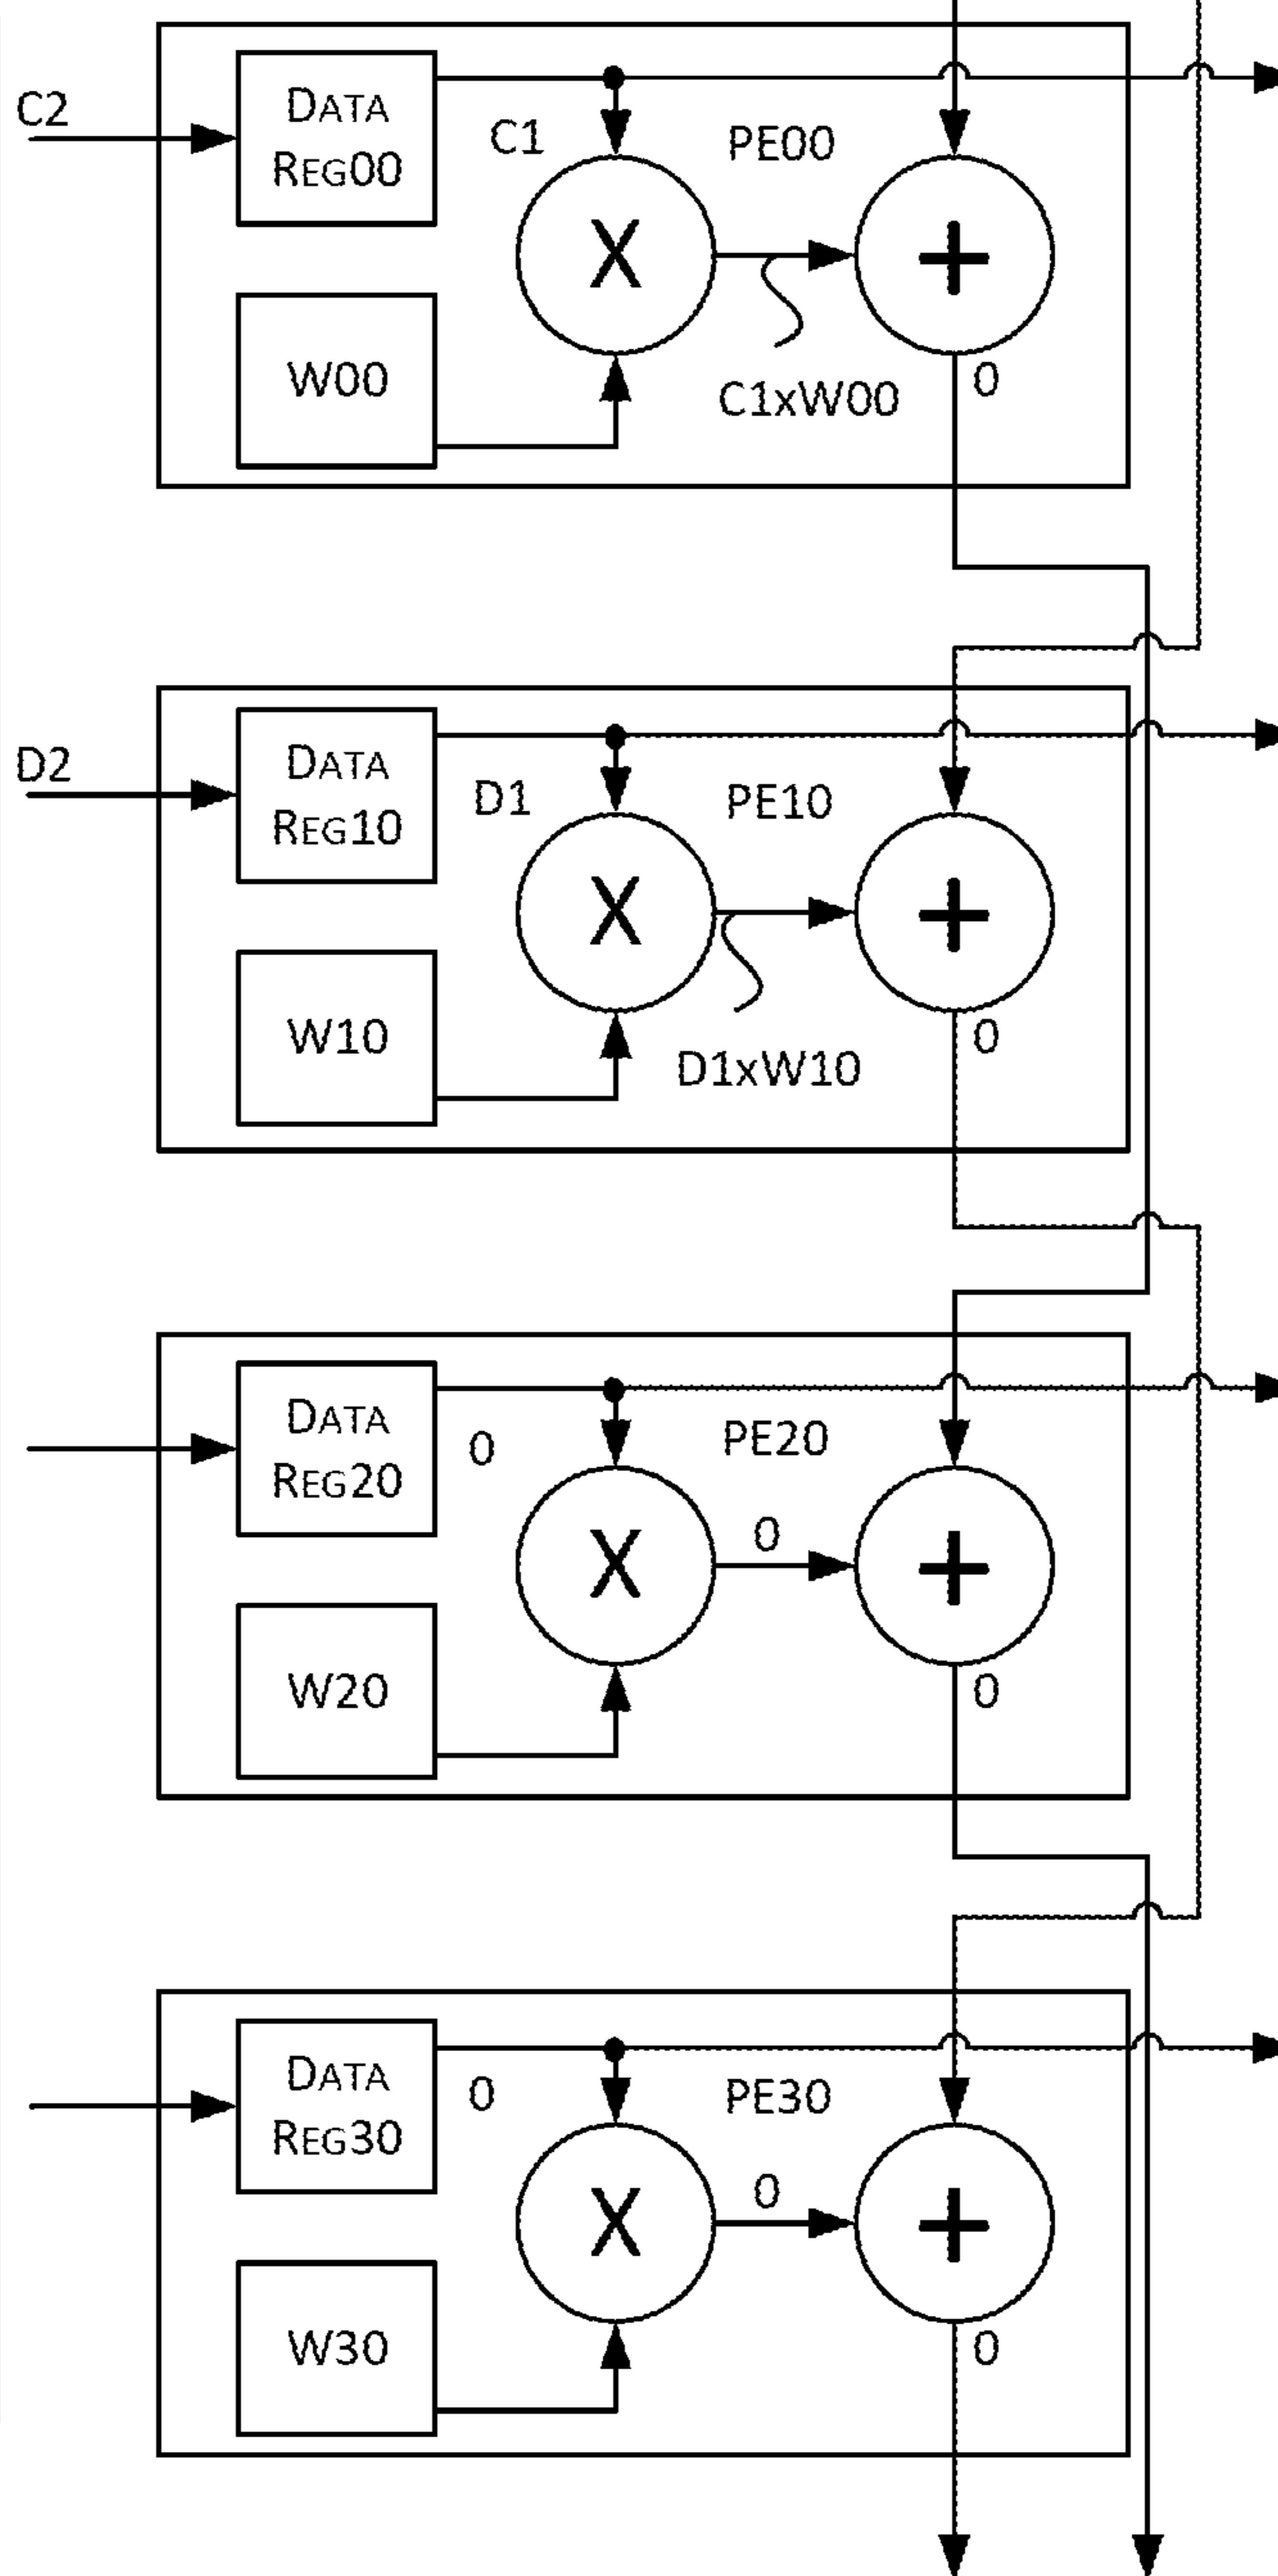 C2
DATA
REG00
C1
PE00
X
+
W00
C1xW00
0
D2
DATA
REG10
D1
PE10
X
+
W10
D1xW10
0
DATA
REG20
0
PE20
X
0
+
W20
0
DATA
REG30
0
PE30
X
0
+
W30
0